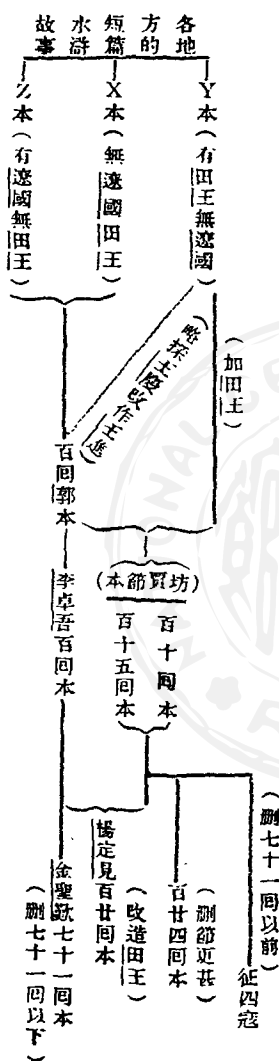 各地
方的
短篇
水滸
故事
Y本(有田王無遼國)
X本(無遼國田王)
Z本(有遼國無田王)
(加田王)
(略採王慶改作王進)
百回郭本
李卓吾百回本
(坊買節本)
百十回本
百十五回本
(刪七十一回以前)
征四寇
(刪節更甚)
百廿四回本
(改造田王)
楊定見百廿回本
金聖歎七十一回本
(刪七十一回以下)